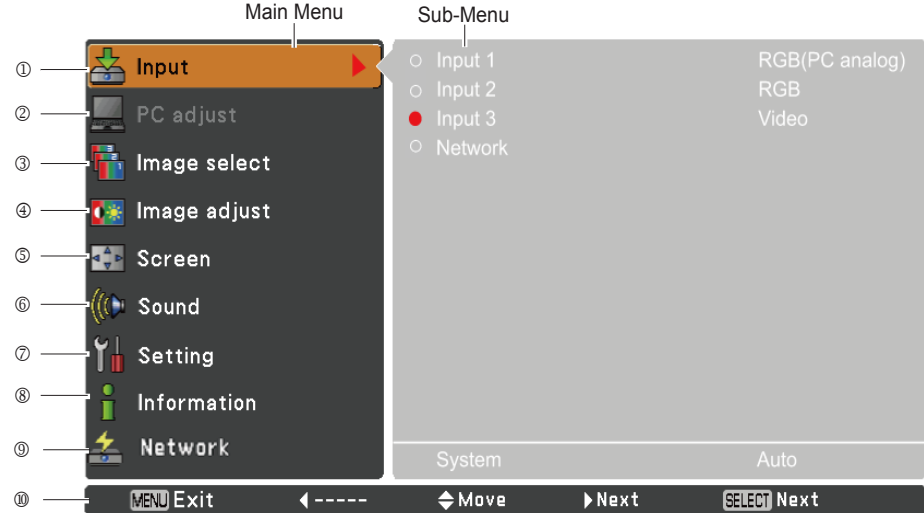 Main Menu
Sub-Menu
① Input
② PC adjust
③ Image select
④ Image adjust
⑤ Screen
⑥ Sound
⑦ Setting
⑧ Information
⑨ Network
Input 1 RGB(PC analog)
Input 2 RGB
Input 3 Video
Network
System Auto
⑩ MENU Exit ----- Move Next SELECT Next